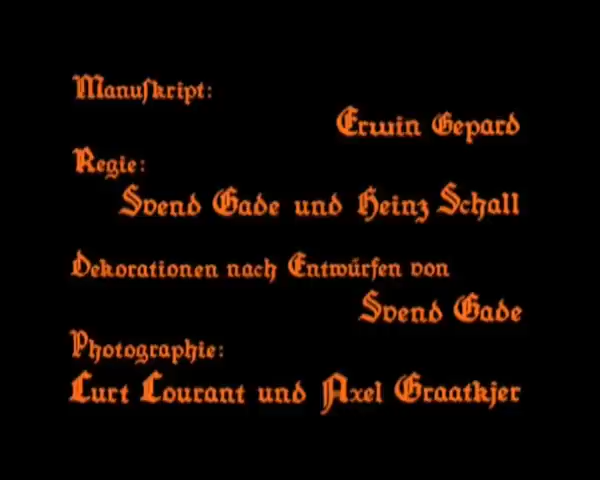 Manuſkript:
Erwin Gepard
Regie:
Svend Gade und Heinz Schall
Dekorationen nach Entwürfen von
Svend Gade
Photographie:
Curt Courant und Axel Graatkjer